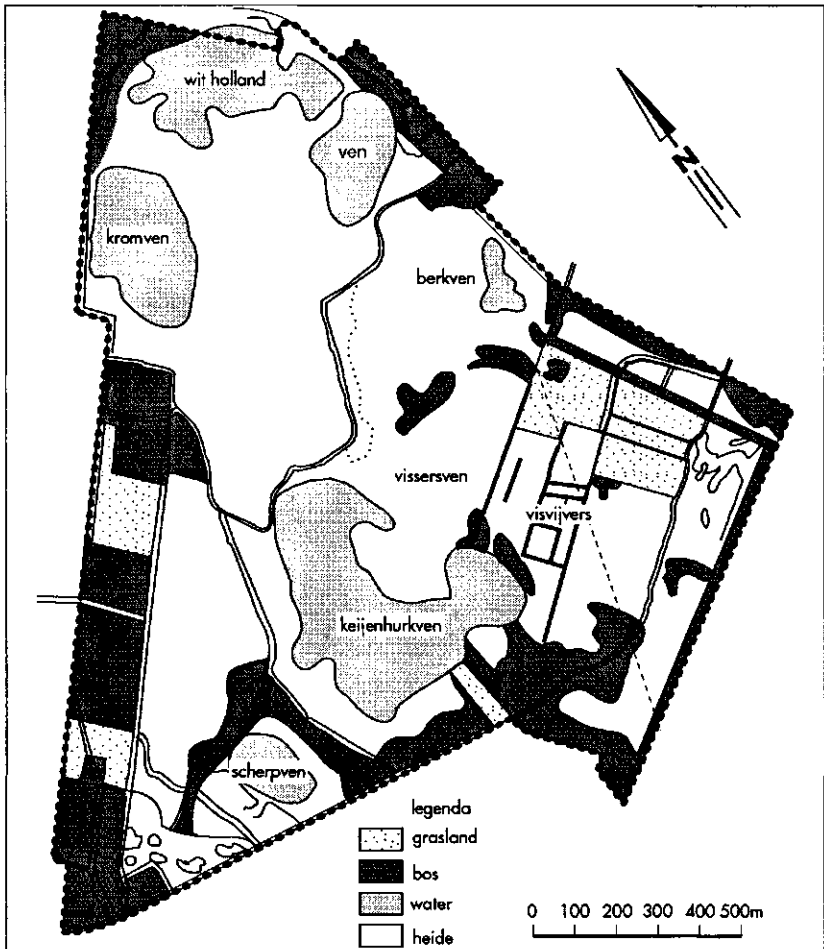 wit holland
ven
N
kromven
berkven
vissersven
visvijvers
keijenhurkven
scherpven
legenda
grasland
bos
water
heide
0 100 200 300 400 500m